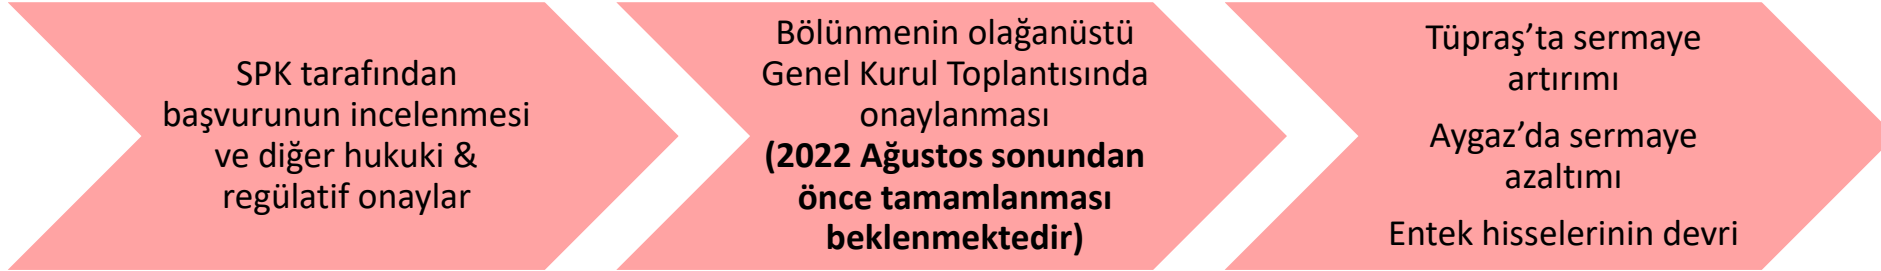 SPK tarafından
başvurunun incelenmesi
ve diğer hukuki &
regülatif onaylar
Bölünmenin olağanüstü
Genel Kurul Toplantısında
onaylanması
(2022 Ağustos sonundan
önce tamamlanması
beklenmektedir)
Tüpraş’ta sermaye
artırımı
Aygaz’da sermaye
azaltımı
Entek hisselerinin devri